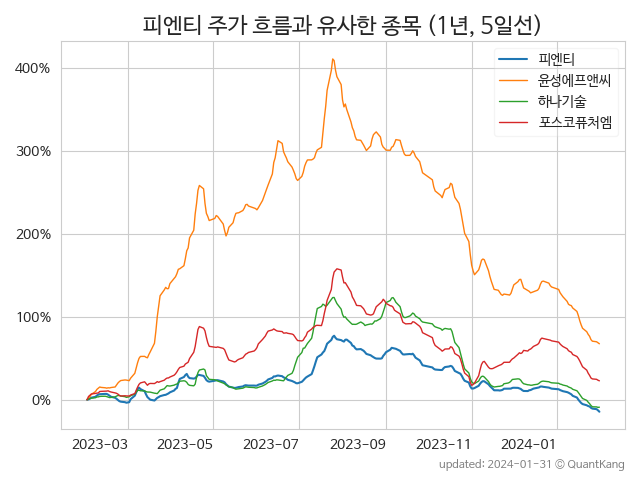 피엔티 주가 흐름과 유사한 종목 (1년, 5일선)
피엔티
윤성에프앤씨
하나기술
포스코퓨처엠
400%
300%
200%
100%
0%
2023-03 2023-05 2023-07 2023-09 2023-11 2024-01
updated: 2024-01-31 © QuantKang